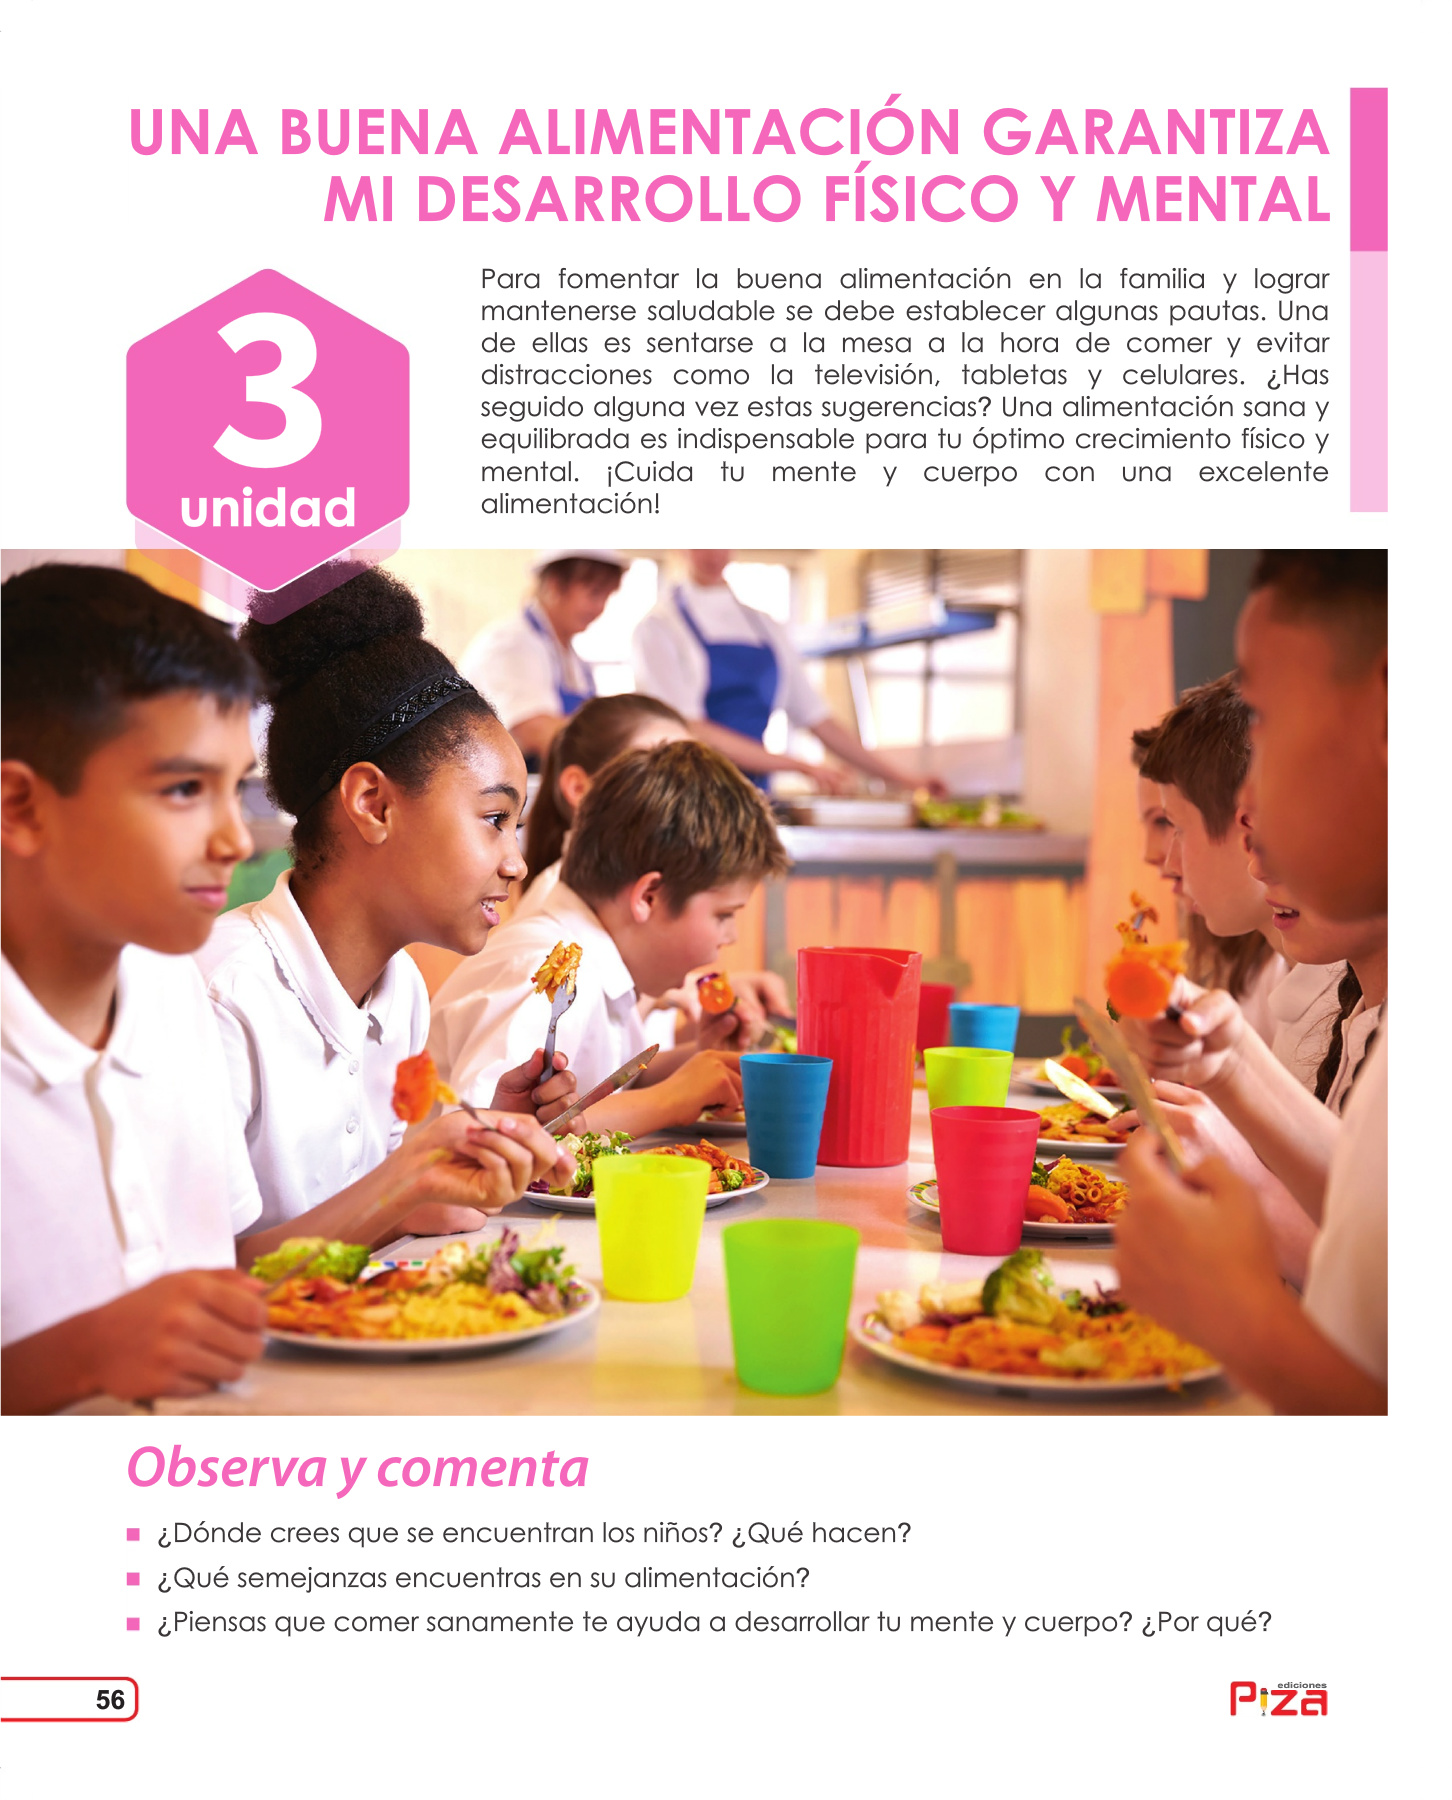 UNA BUENA ALIMENTACIÓN GARANTIZA
MI DESARROLLO FÍSICO Y MENTAL
3
unidad
Para fomentar la buena alimentación en la familia y lograr
mantenerse saludable se debe establecer algunas pautas. Una
de ellas es sentarse a la mesa a la hora de comer y evitar
distracciones como la televisión, tabletas y celulares. ¿Has
seguido alguna vez estas sugerencias? Una alimentación sana y
equilibrada es indispensable para tu óptimo crecimiento físico y
mental. ¡Cuida tu mente y cuerpo con una excelente
alimentación!
Observa y comenta
¿Dónde crees que se encuentran los niños? ¿Qué hacen?
¿Qué semejanzas encuentras en su alimentación?
¿Piensas que comer sanamente te ayuda a desarrollar tu mente y cuerpo? ¿Por qué?
56
ediciones
Piza